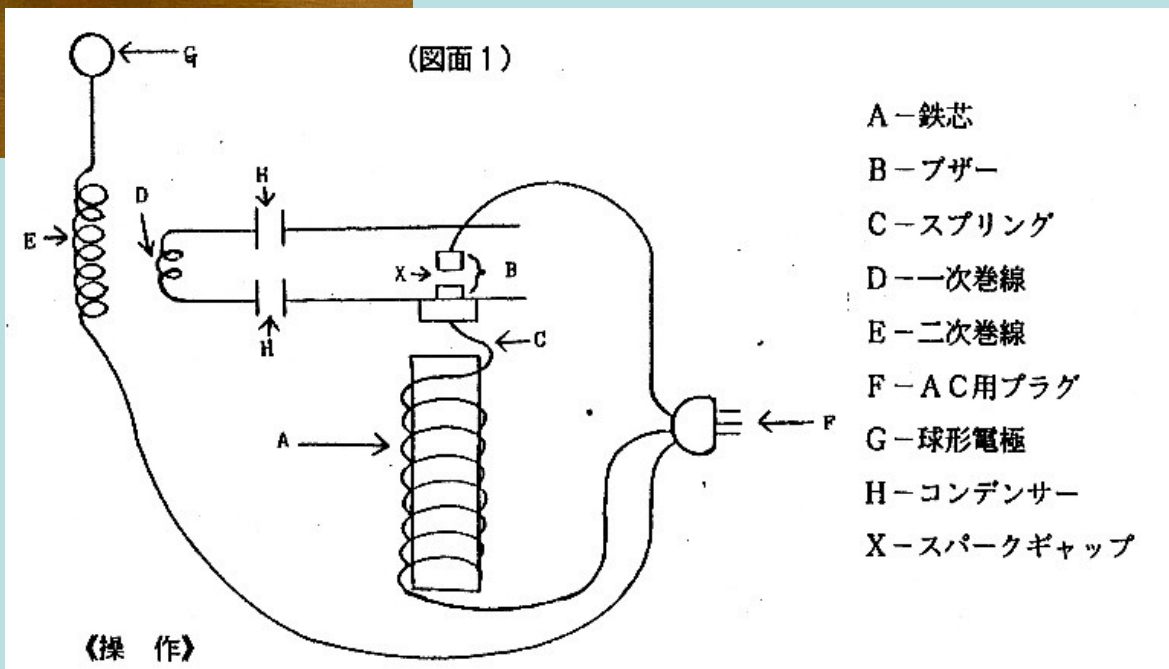 (図面1)
G
A－鉄芯
B－ブザー
C－スプリング
D－一次巻線
E－二次巻線
F－AC用プラグ
G－球形電極
H－コンデンサー
X－スパークギャップ
H
D
E
X
B
H
C
A
F
《操　作》